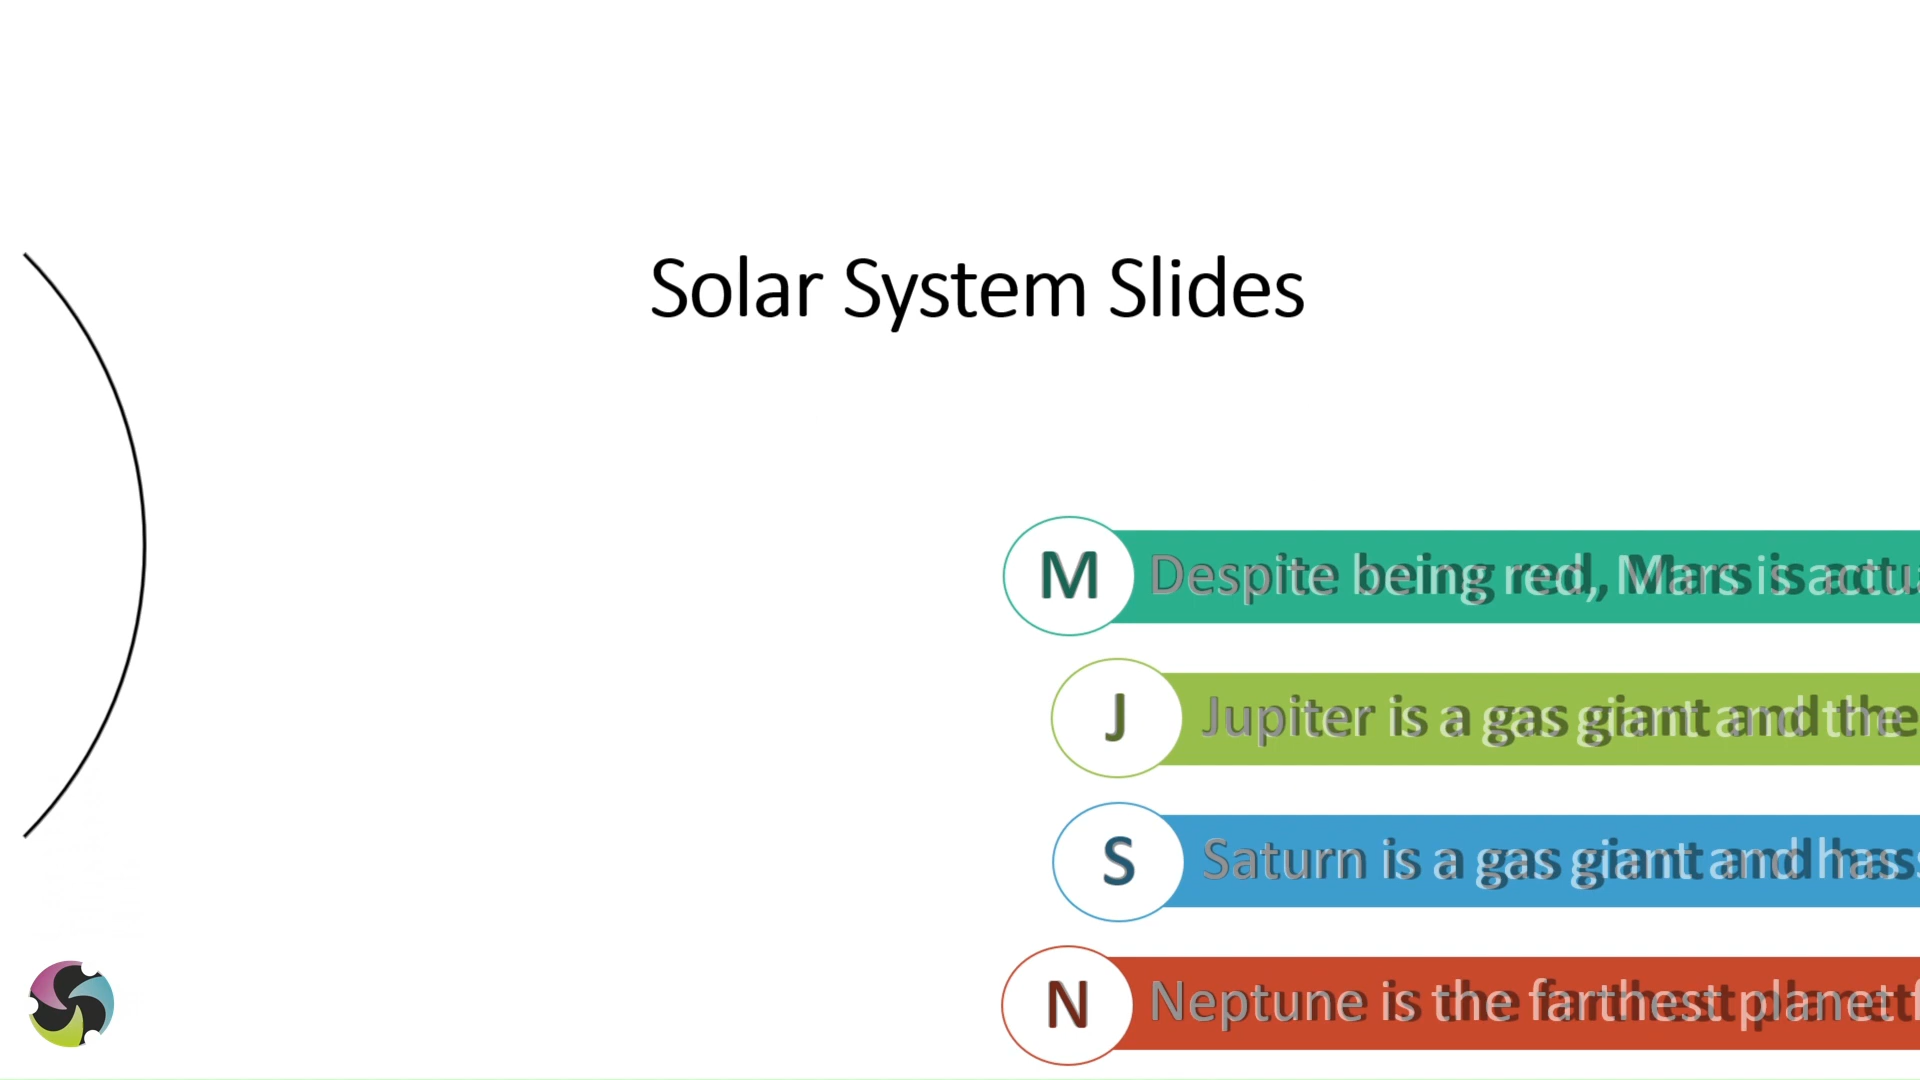 Solar System Slides
M
Despite being red, Mars is
J
Jupiter is a gas giant and the
S
Saturn is a gas giant and has
N
Neptune is the farthest planet